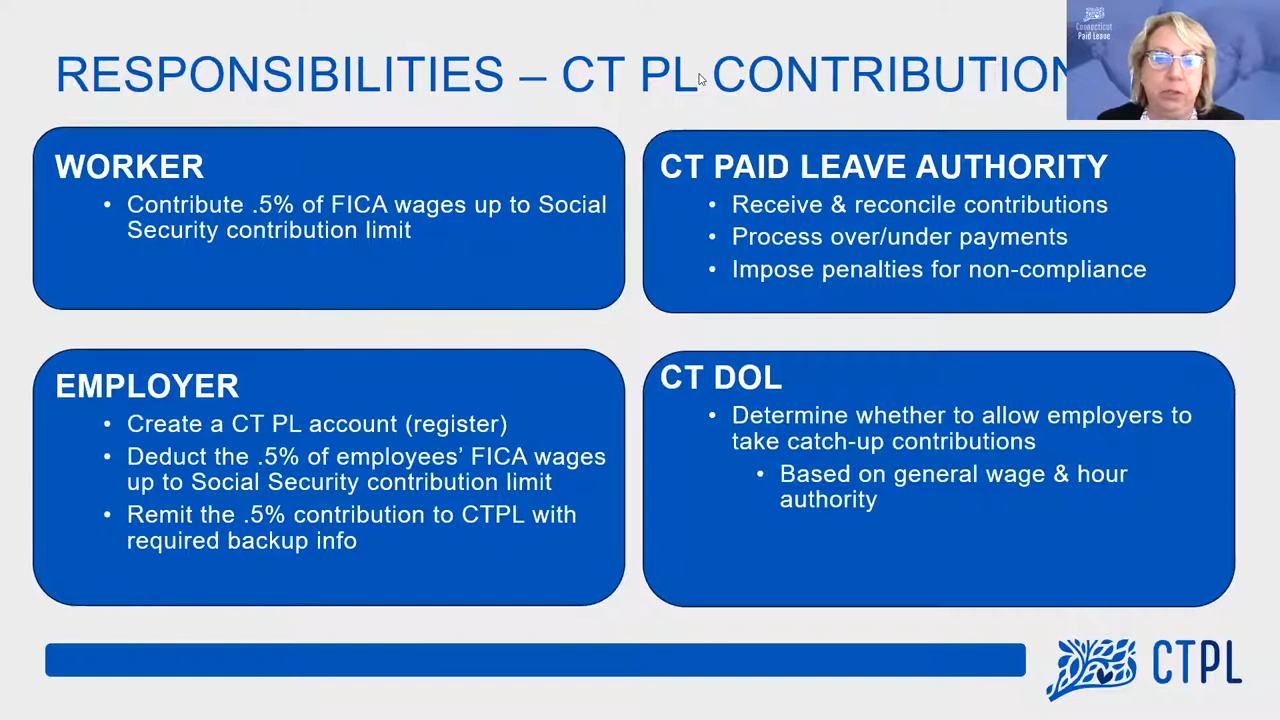 RESPONSIBILITIES – CT PL CONTRIBUTION
Connecticut
Paid Leave
WORKER
• Contribute .5% of FICA wages up to Social
Security contribution limit
CT PAID LEAVE AUTHORITY
• Receive & reconcile contributions
• Process over/under payments
• Impose penalties for non-compliance
EMPLOYER
• Create a CT PL account (register)
• Deduct the .5% of employees’ FICA wages
up to Social Security contribution limit
• Remit the .5% contribution to CTPL with
required backup info
CT DOL
• Determine whether to allow employers to
take catch-up contributions
• Based on general wage & hour
authority
CTPL